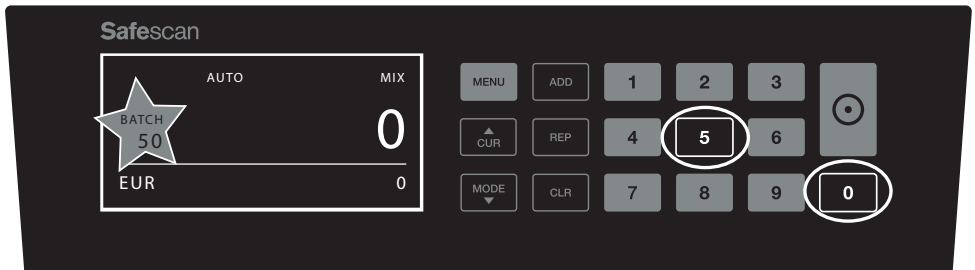 Safescan
AUTO MIX
BATCH
50
0
EUR 0
MENU ADD 1 2 3
CUR REP 4 5 6
MODE CLR 7 8 9 0